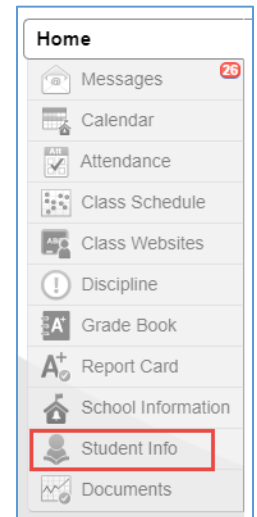 Home
Messages 26
Calendar
Att
Attendance
Class Schedule
Class Websites
Discipline
A+ Grade Book
A+ Report Card
School Information
Student Info
Documents